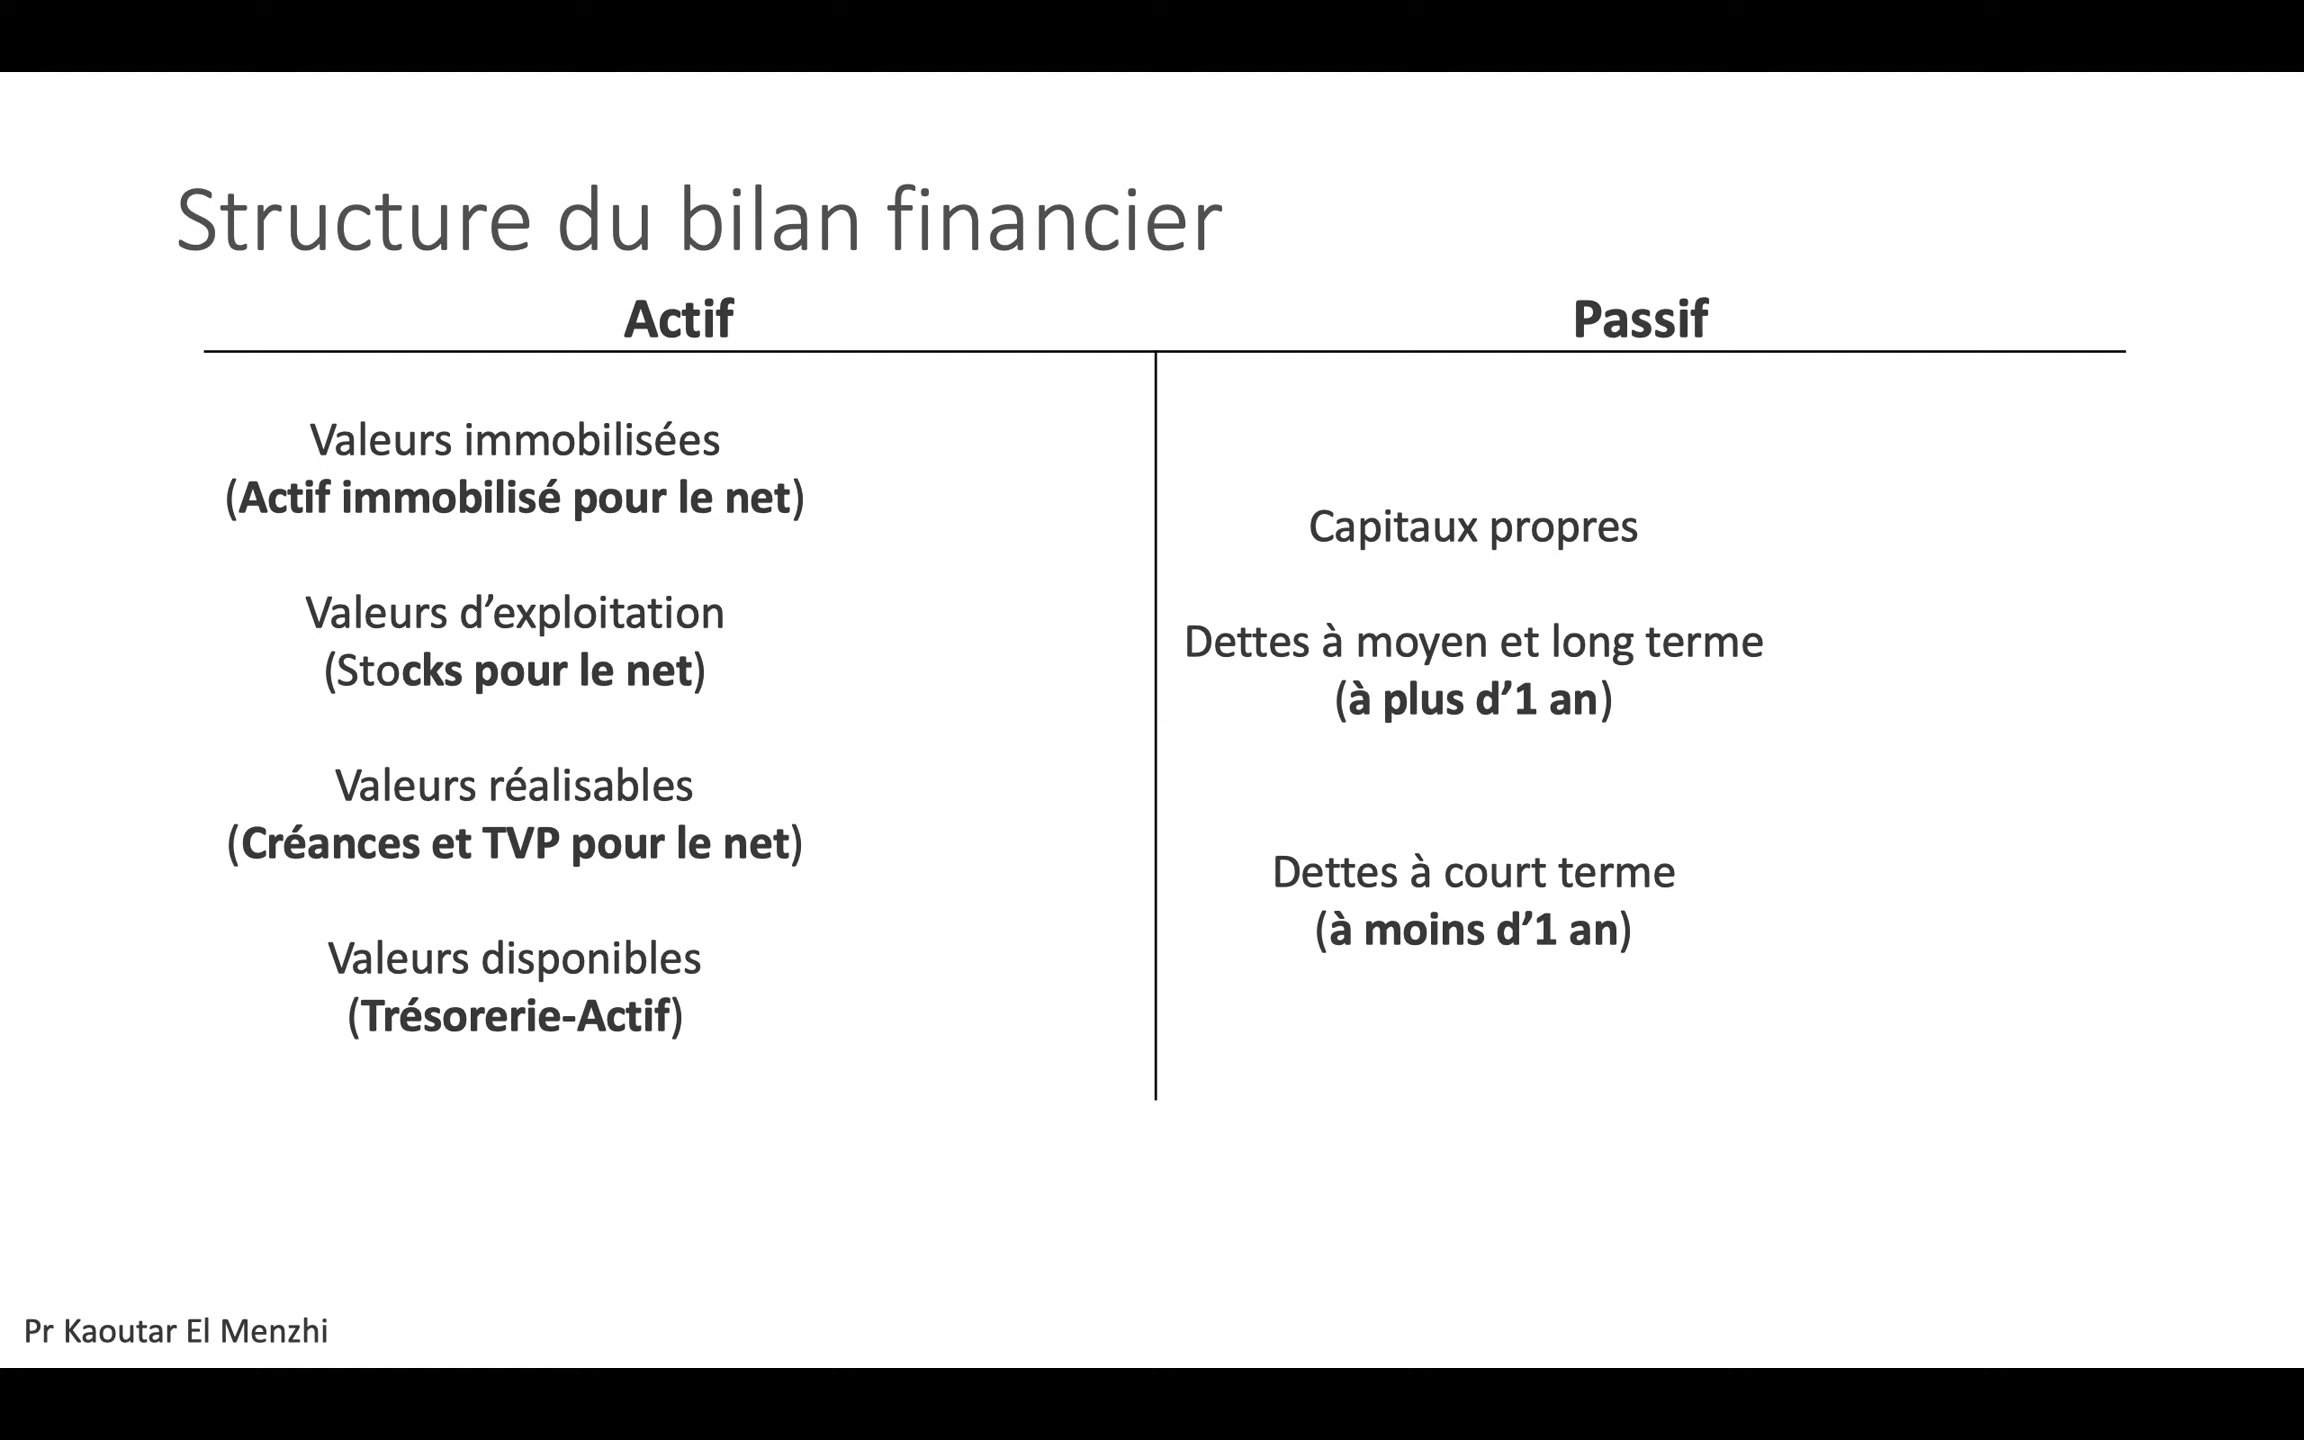 Structure du bilan financier
Actif
Passif
Valeurs immobilisées
(Actif immobilisé pour le net)
Valeurs d’exploitation
(Stocks pour le net)
Valeurs réalisables
(Créances et TVP pour le net)
Valeurs disponibles
(Trésorerie-Actif)
Capitaux propres
Dettes à moyen et long terme
(à plus d’1 an)
Dettes à court terme
(à moins d’1 an)
Pr Kaoutar El Menzhi